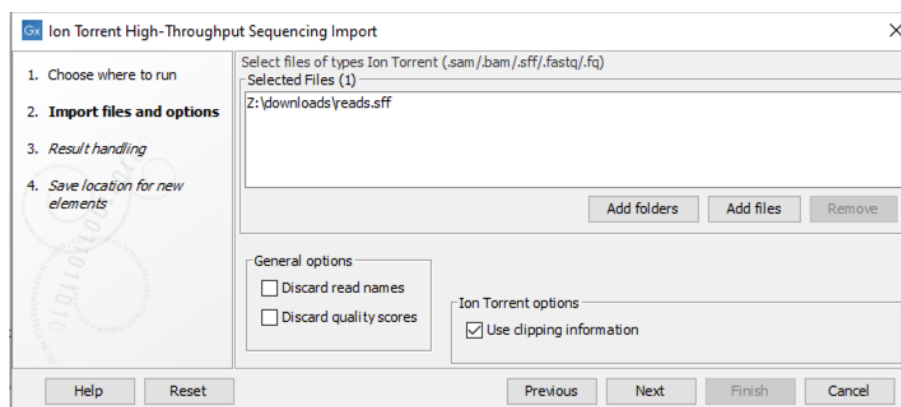 Gx Ion Torrent High-Throughput Sequencing Import
1. Choose where to run
2. Import files and options
3. Result handling
4. Save location for new
elements
Select files of types Ion Torrent (.sam/.bam/.sff/.fastq/.fq)
Selected Files (1)
Z:\downloads\reads.sff
Add folders Add files Remove
General options
Discard read names
Discard quality scores
Ion Torrent options
Use clipping information
Help Reset Previous Next Finish Cancel